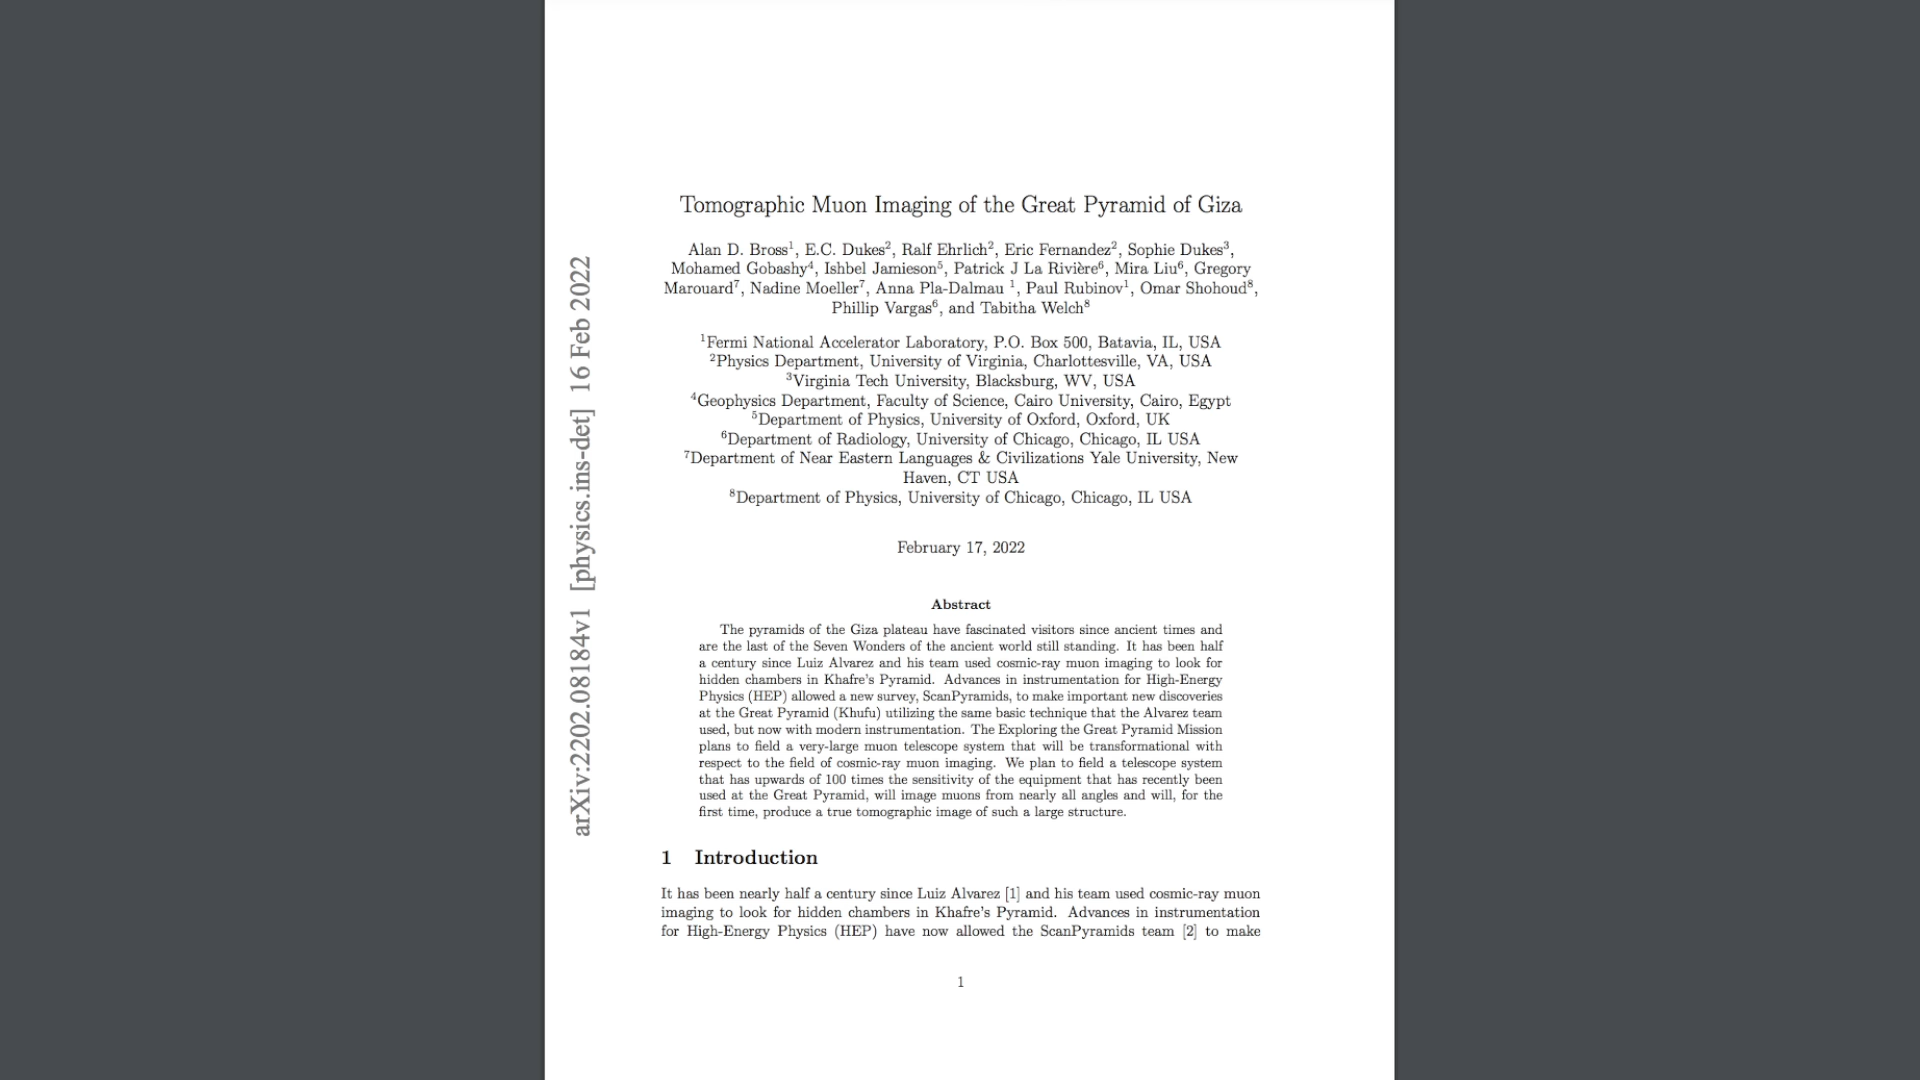 arXiv:2202.08184v1 [physics.ins-det] 16 Feb 2022
Tomographic Muon Imaging of the Great Pyramid of Giza
Alan D. Bross¹, E.C. Dukes², Ralf Ehrlich², Eric Fernandez², Sophie Dukes³,
Mohamed Gobashy⁴, Ishbel Jamieson⁵, Patrick J La Rivière⁶, Mira Liu⁶, Gregory
Marouard⁷, Nadine Moeller⁷, Anna Pla-Dalmau ¹, Paul Rubinov¹, Omar Shohoud⁸,
Phillip Vargas⁶, and Tabitha Welch⁸
¹Fermi National Accelerator Laboratory, P.O. Box 500, Batavia, IL, USA
²Physics Department, University of Virginia, Charlottesville, VA, USA
³Virginia Tech University, Blacksburg, WV, USA
⁴Geophysics Department, Faculty of Science, Cairo University, Cairo, Egypt
⁵Department of Physics, University of Oxford, Oxford, UK
⁶Department of Radiology, University of Chicago, Chicago, IL USA
⁷Department of Near Eastern Languages & Civilizations Yale University, New
Haven, CT USA
⁸Department of Physics, University of Chicago, Chicago, IL USA
February 17, 2022
Abstract
The pyramids of the Giza plateau have fascinated visitors since ancient times and
are the last of the Seven Wonders of the ancient world still standing. It has been half
a century since Luiz Alvarez and his team used cosmic-ray muon imaging to look for
hidden chambers in Khafre's Pyramid. Advances in instrumentation for High-Energy
Physics (HEP) allowed a new survey, ScanPyramids, to make important new discoveries
at the Great Pyramid (Khufu) utilizing the same basic technique that the Alvarez team
used, but now with modern instrumentation. The Exploring the Great Pyramid Mission
plans to field a very-large muon telescope system that will be transformational with
respect to the field of cosmic-ray muon imaging. We plan to field a telescope system
that has upwards of 100 times the sensitivity of the equipment that has recently been
used at the Great Pyramid, will image muons from nearly all angles and will, for the
first time, produce a true tomographic image of such a large structure.
1 Introduction
It has been nearly half a century since Luiz Alvarez [1] and his team used cosmic-ray muon
imaging to look for hidden chambers in Khafre's Pyramid. Advances in instrumentation
for High-Energy Physics (HEP) have now allowed the ScanPyramids team [2] to make
1